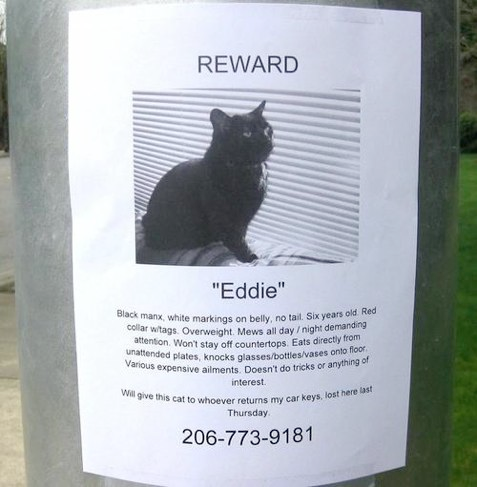 REWARD
"Eddie"
Black manx, white markings on belly, no tail. Six years old. Red
collar w/tags. Overweight. Mews all day / night demanding
attention. Won't stay off countertops. Eats directly from
unattended plates, knocks glasses/bottles/vases onto floor.
Various expensive ailments. Doesn't do tricks or anything of
interest.
Will give this cat to whoever returns my car keys, lost here last
Thursday.
206-773-9181